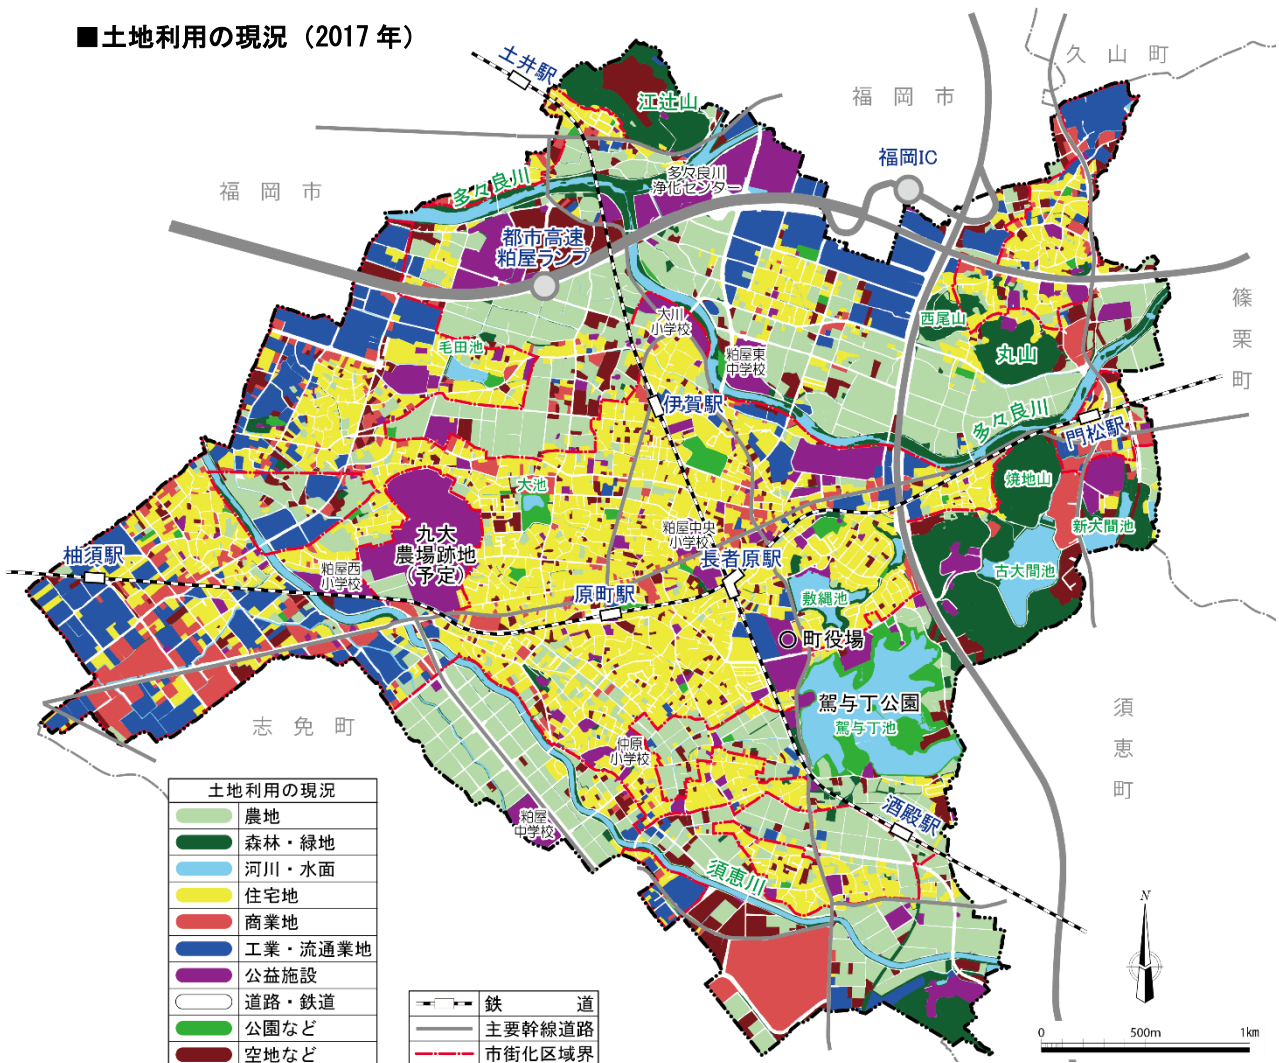 ■土地利用の現況（2017年）
土井駅
久山町
江辻山
福岡市
福岡IC
福岡市
多々良川
多々良川
浄化センター
都市高速
粕屋ランプ
篠栗町
大川
小学校
西尾山
丸山
毛田池
粕屋東
中学校
伊賀駅
多々良川
門松駅
焼地山
大池
新大間池
九大
農場跡地
(予定)
粕屋中央
小学校
柚須駅
粕屋西
小学校
長者原駅
古大間池
原町駅
敷縄池
町役場
駕与丁公園
駕与丁池
志免町
須恵町
仲原
小学校
粕屋
中学校
酒殿駅
須恵川
土地利用の現況
農地
森林・緑地
河川・水面
住宅地
商業地
工業・流通業地
公益施設
道路・鉄道
公園など
空地など
鉄道
主要幹線道路
市街化区域界
N
0 500m 1km